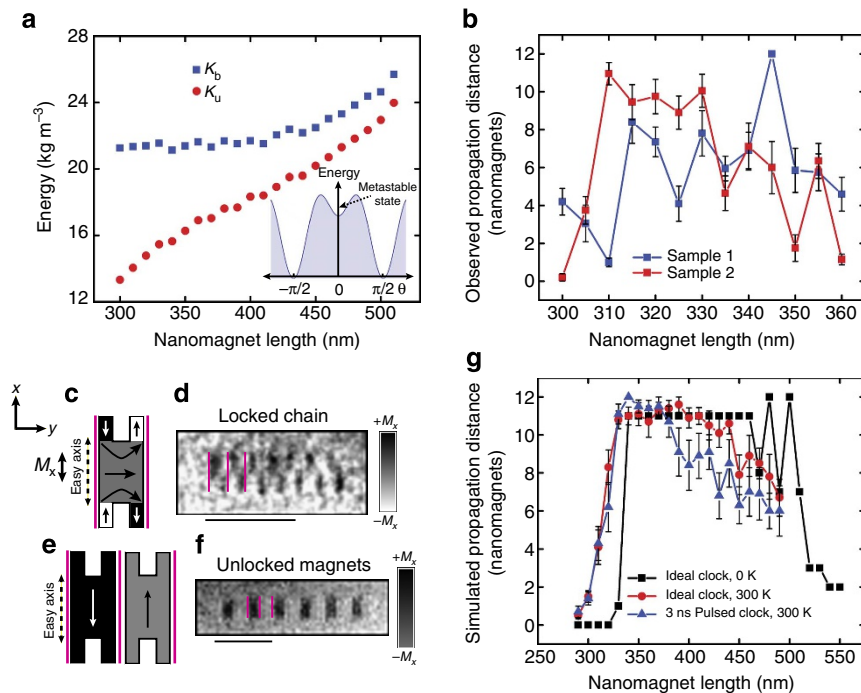 a
28
24
20
16
12
Energy (kg m⁻³)
K_b
K_u
Energy
Metastable
state
−π/2
0
π/2 θ
300
350
400
450
500
Nanomagnet length (nm)
b
12
10
8
6
4
2
0
Observed propagation distance
(nanomagnets)
Sample 1
Sample 2
300
310
320
330
340
350
360
Nanomagnet length (nm)
x
y
M_x
c
Easy axis
d
Locked chain
+M_x
−M_x
e
Easy axis
f
Unlocked magnets
+M_x
−M_x
g
12
10
8
6
4
2
0
Simulated propagation distance
(nanomagnets)
Ideal clock, 0 K
Ideal clock, 300 K
3 ns Pulsed clock, 300 K
250
300
350
400
450
500
550
Nanomagnet length (nm)